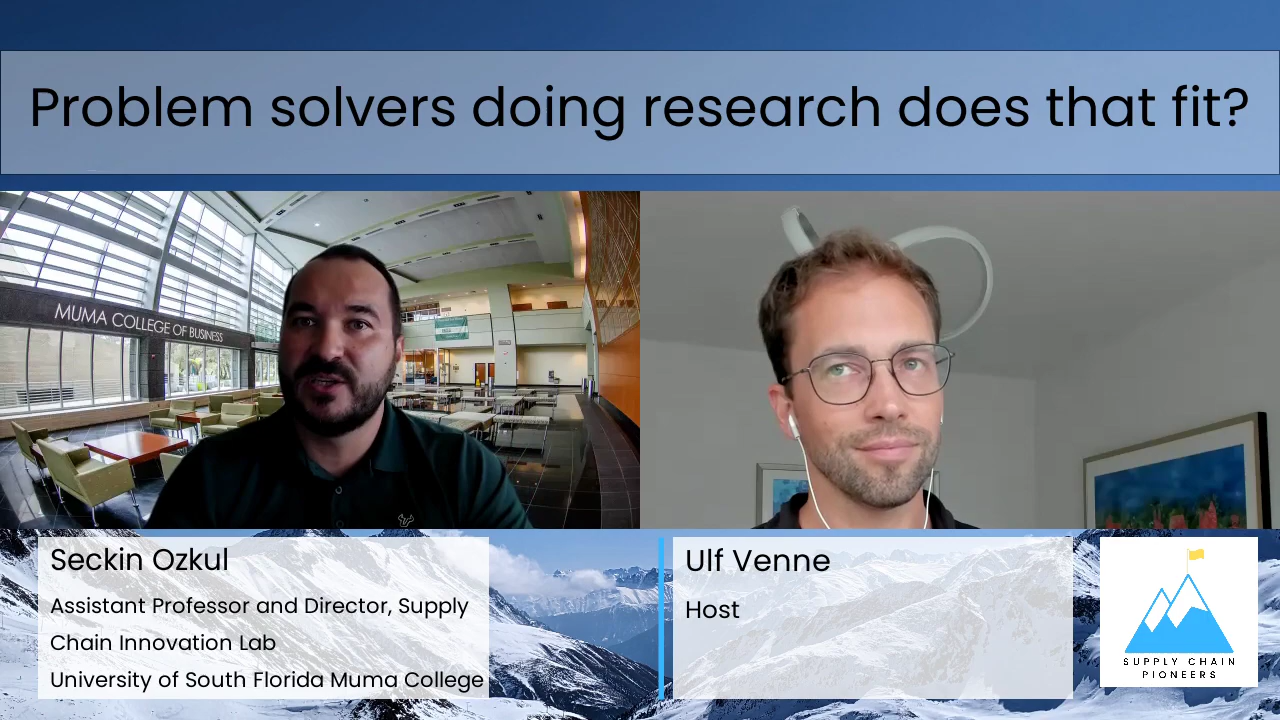 Problem solvers doing research does that fit?
MUMA COLLEGE OF BUSINESS
Seckin Ozkul
Assistant Professor and Director, Supply
Chain Innovation Lab
University of South Florida Muma College
Ulf Venne
Host
SUPPLY CHAIN
PIONEERS